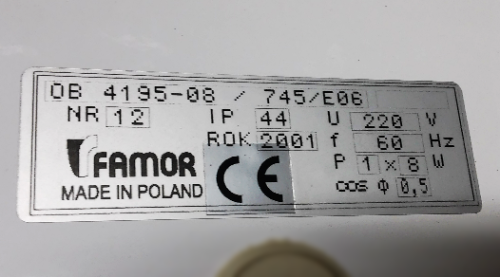 OB 4195-08 / 745/E06
NR 12 IP 44 U 220 V
ROK 2001 f 60 Hz
FAMOR P 1 x 8 W
MADE IN POLAND CE cos φ 0,5